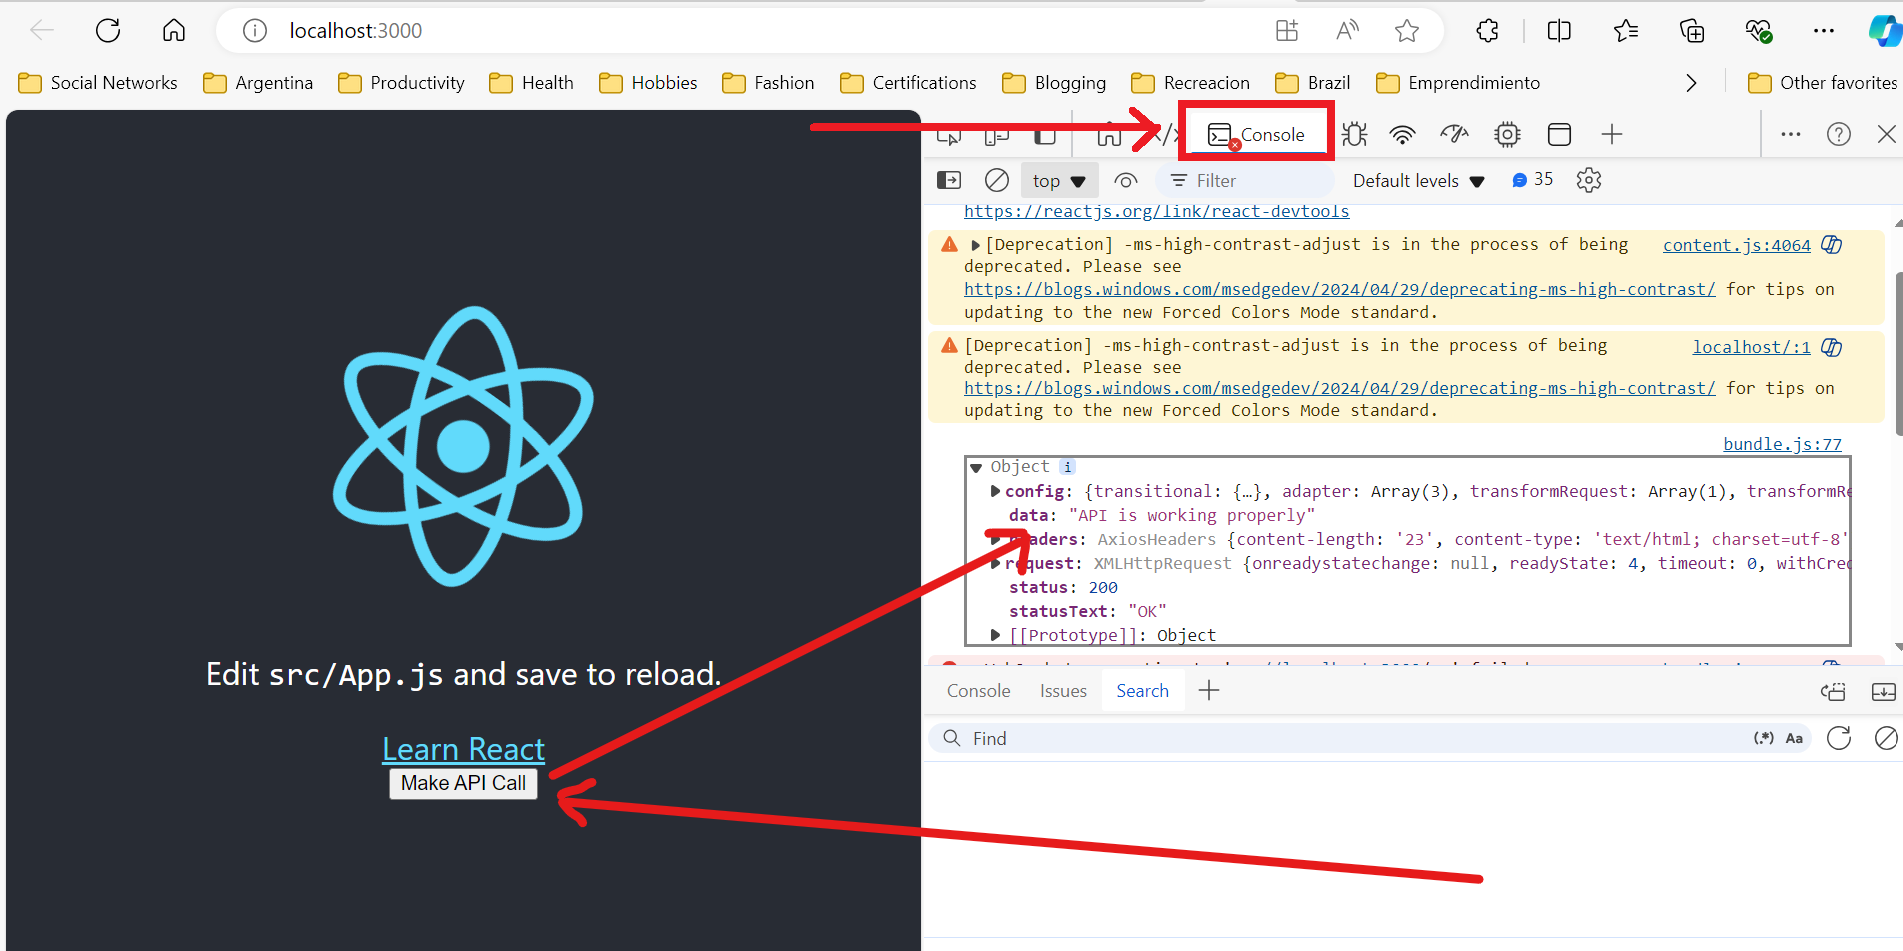 localhost:3000
Social Networks Argentina Productivity Health Hobbies Fashion Certifications Blogging Recreacion Brazil Emprendimiento Other favorites
Console
top Filter Default levels 35
https://reactjs.org/link/react-devtools
[Deprecation] -ms-high-contrast-adjust is in the process of being content.js:4064
deprecated. Please see
https://blogs.windows.com/msedgedev/2024/04/29/deprecating-ms-high-contrast/ for tips on
updating to the new Forced Colors Mode standard.
[Deprecation] -ms-high-contrast-adjust is in the process of being localhost/:1
deprecated. Please see
https://blogs.windows.com/msedgedev/2024/04/29/deprecating-ms-high-contrast/ for tips on
updating to the new Forced Colors Mode standard.
bundle.js:77
Object i
config: {transitional: {…}, adapter: Array(3), transformRequest: Array(1), transformRe
data: "API is working properly"
headers: AxiosHeaders {content-length: '23', content-type: 'text/html; charset=utf-8'
request: XMLHttpRequest {onreadystatechange: null, readyState: 4, timeout: 0, withCred
status: 200
statusText: "OK"
[[Prototype]]: Object
Console Issues Search
Find (.*) Aa
Edit src/App.js and save to reload.
Learn React
Make API Call